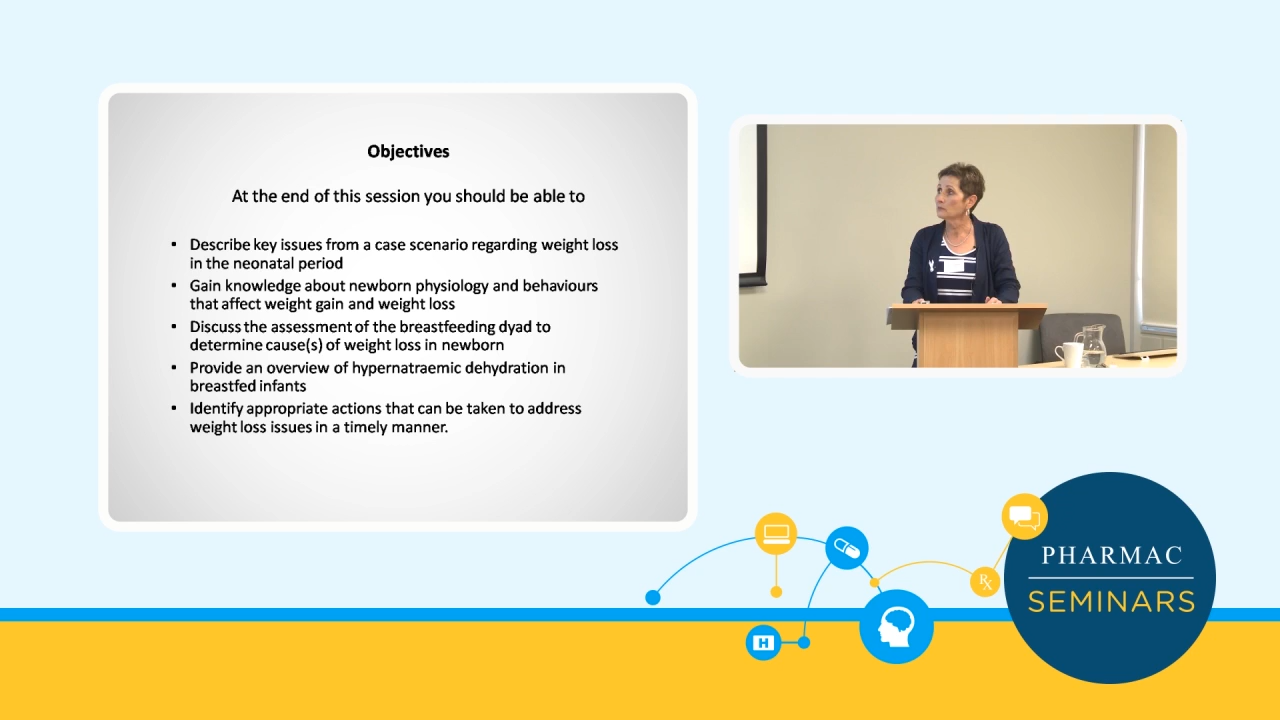 Objectives
At the end of this session you should be able to
▪ Describe key issues from a case scenario regarding weight loss
in the neonatal period
▪ Gain knowledge about newborn physiology and behaviours
that affect weight gain and weight loss
▪ Discuss the assessment of the breastfeeding dyad to
determine cause(s) of weight loss in newborn
▪ Provide an overview of hypernatraemic dehydration in
breastfed infants
▪ Identify appropriate actions that can be taken to address
weight loss issues in a timely manner.
H
Rx
PHARMAC
SEMINARS